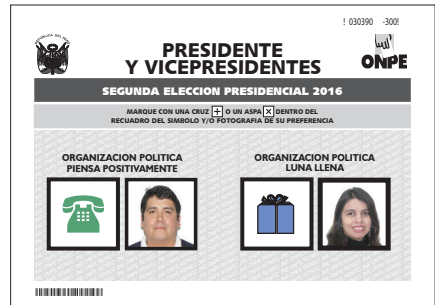 ! 030390 -300!
PRESIDENTE
Y VICEPRESIDENTES
ONPE
SEGUNDA ELECCION PRESIDENCIAL 2016
MARQUE CON UNA CRUZ + O UN ASPA X DENTRO DEL
RECUADRO DEL SIMBOLO Y/O FOTOGRAFIA DE SU PREFERENCIA
ORGANIZACION POLITICA
PIENSA POSITIVAMENTE
ORGANIZACION POLITICA
LUNA LLENA